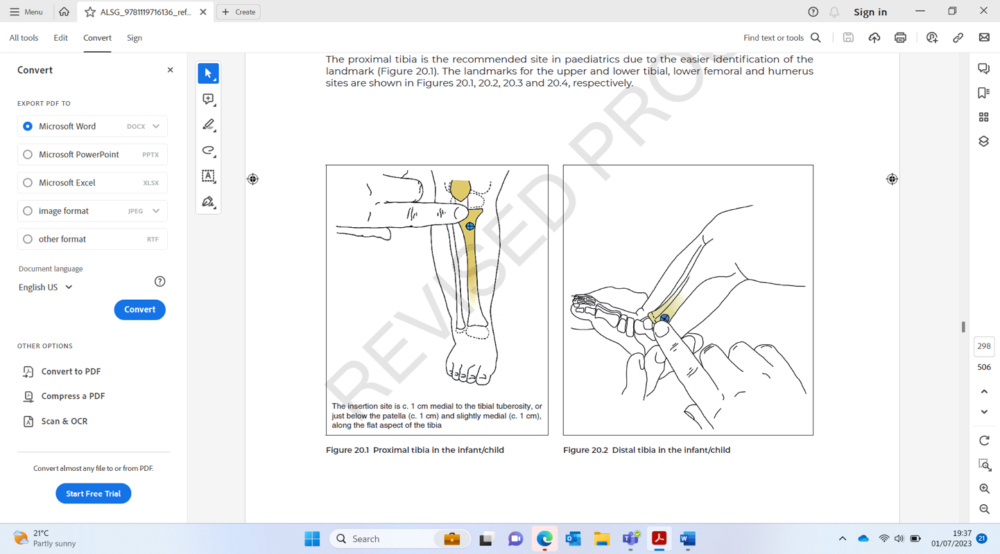 Menu
ALSG_9781119716136_ref...
Create
Sign in
All tools
Edit
Convert
Sign
Find text or tools
Convert
EXPORT PDF TO
Microsoft Word DOCX
Microsoft PowerPoint PPTX
Microsoft Excel XLSX
image format JPEG
other format RTF
Document language
English US
Convert
OTHER OPTIONS
Convert to PDF
Compress a PDF
Scan & OCR
Convert almost any file to or from PDF.
Start Free Trial
The proximal tibia is the recommended site in paediatrics due to the easier identification of the
landmark (Figure 20.1). The landmarks for the upper and lower tibial, lower femoral and humerus
sites are shown in Figures 20.1, 20.2, 20.3 and 20.4, respectively.
REVISED PROO
The insertion site is c. 1 cm medial to the tibial tuberosity, or
just below the patella (c. 1 cm) and slightly medial (c. 1 cm),
along the flat aspect of the tibia
Figure 20.1 Proximal tibia in the infant/child
Figure 20.2 Distal tibia in the infant/child
298
506
21°C
Partly sunny
Search
19:37
01/07/2023
21